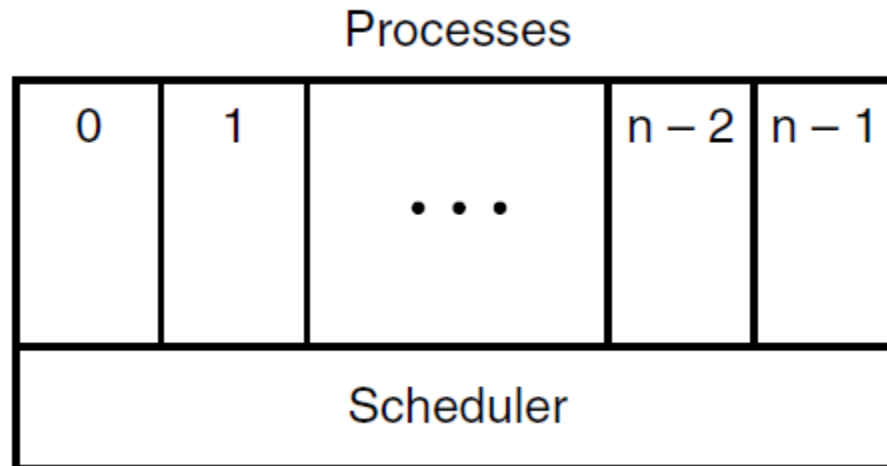 Processes
0 1 • • • n – 2 n – 1
Scheduler